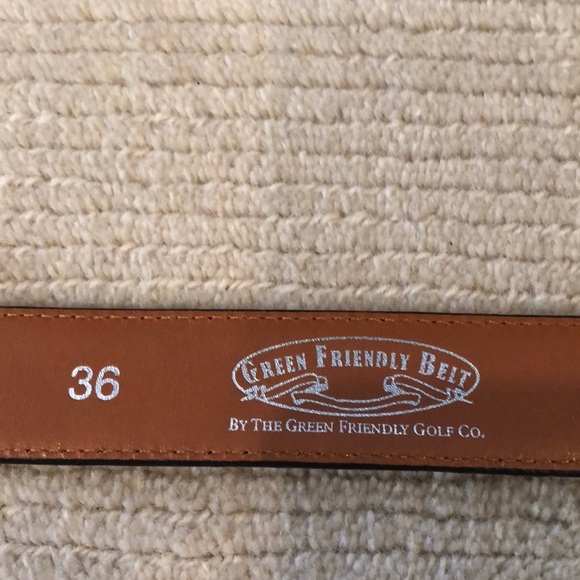 36
GREEN FRIENDLY BELT
BY THE GREEN FRIENDLY GOLF CO.